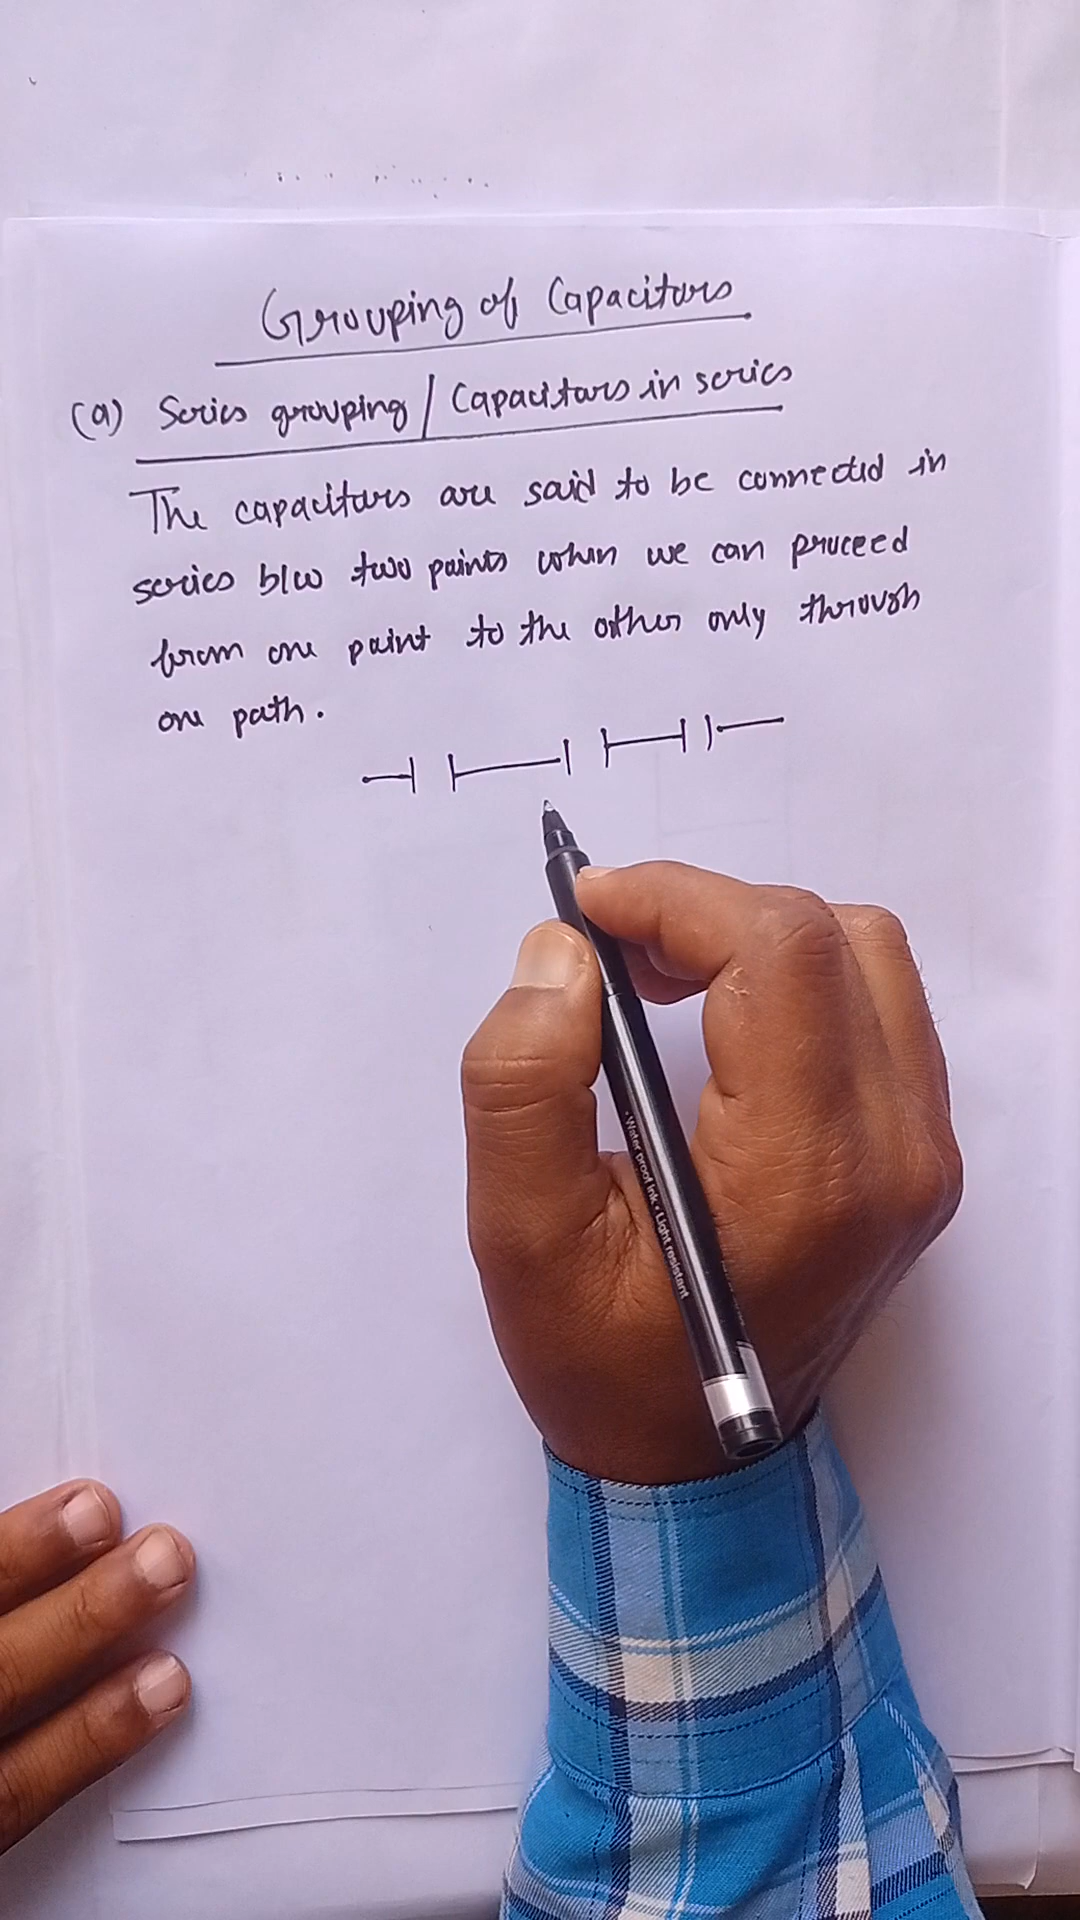 Grouping of Capacitors
(a) Series grouping / Capacitors in series
The capacitors are said to be connected in
series b/w two points when we can proceed
from one point to the other only through
one path.
• Water proof ink • Light resistant